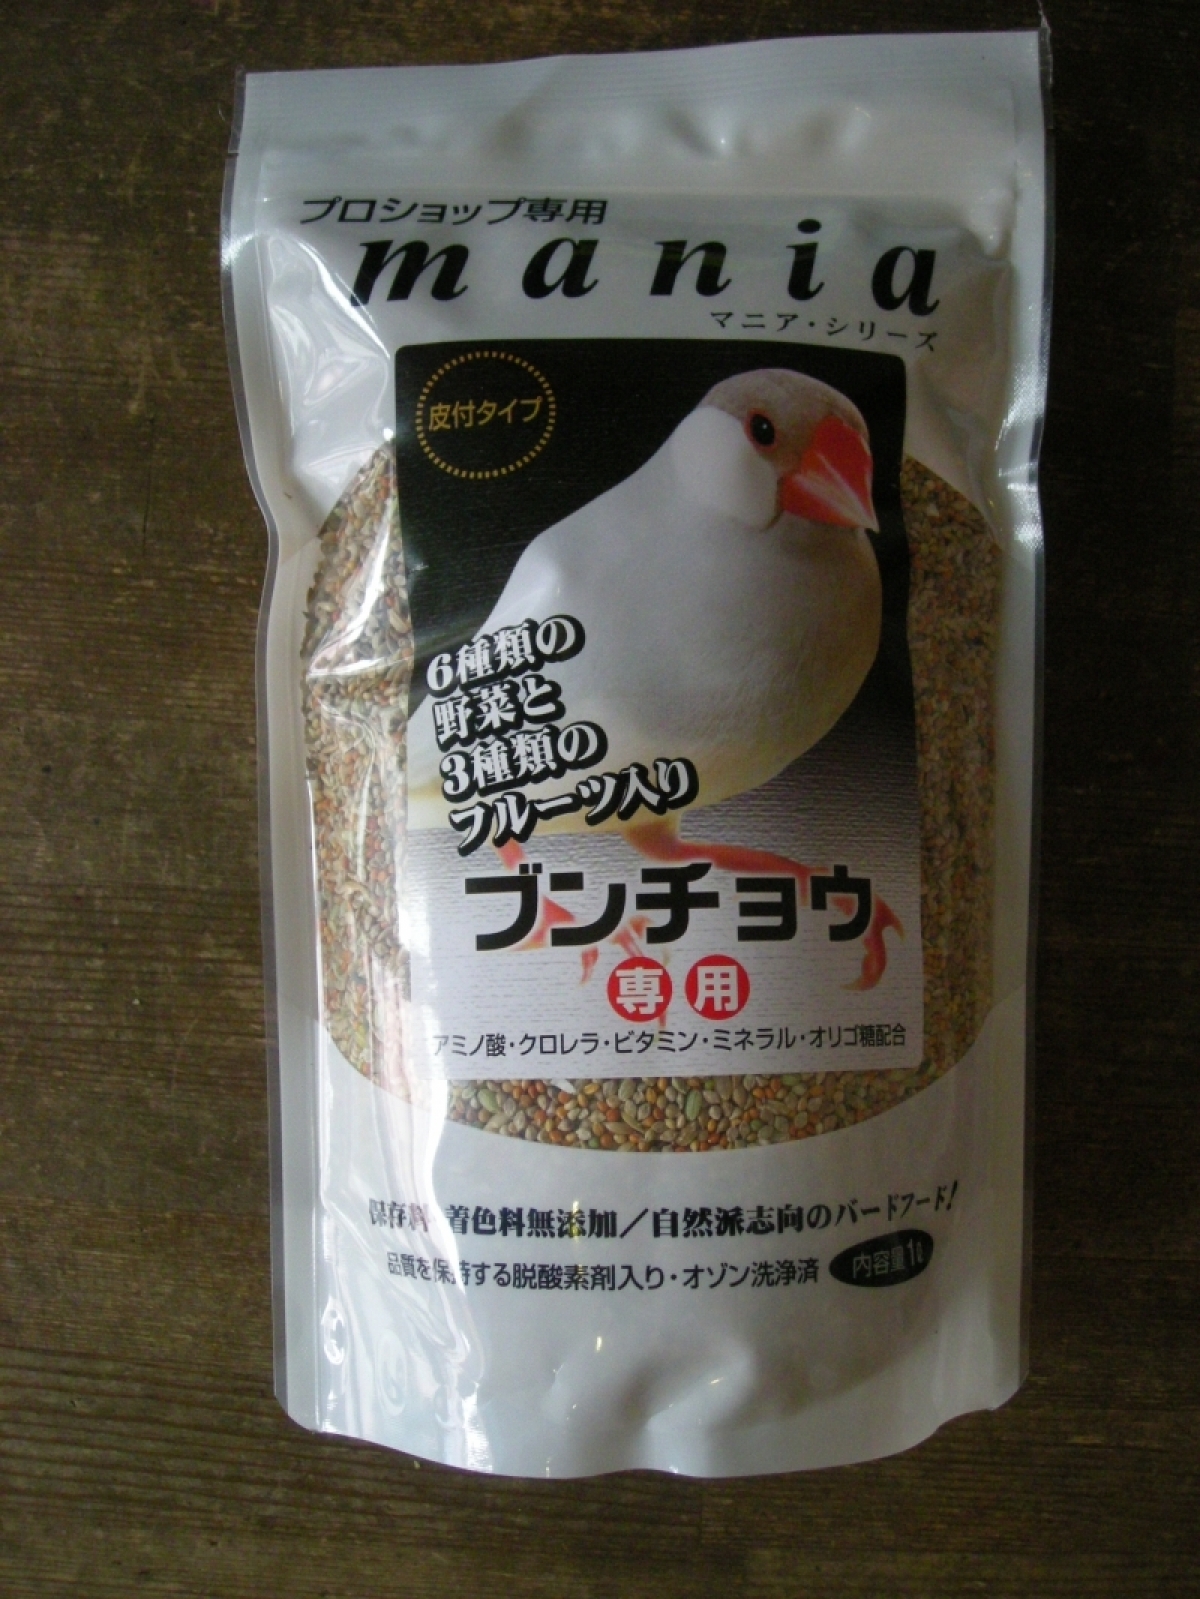 プロショップ専用
mania
マニア・シリーズ
皮付タイプ
6種類の
野菜と
3種類の
フルーツ入り
ブンチョウ
専用
アミノ酸・クロレラ・ビタミン・ミネラル・オリゴ糖配合
保存料・着色料無添加／自然派志向のバードフード!
品質を保持する脱酸素剤入り・オゾン洗浄済
内容量1ℓ